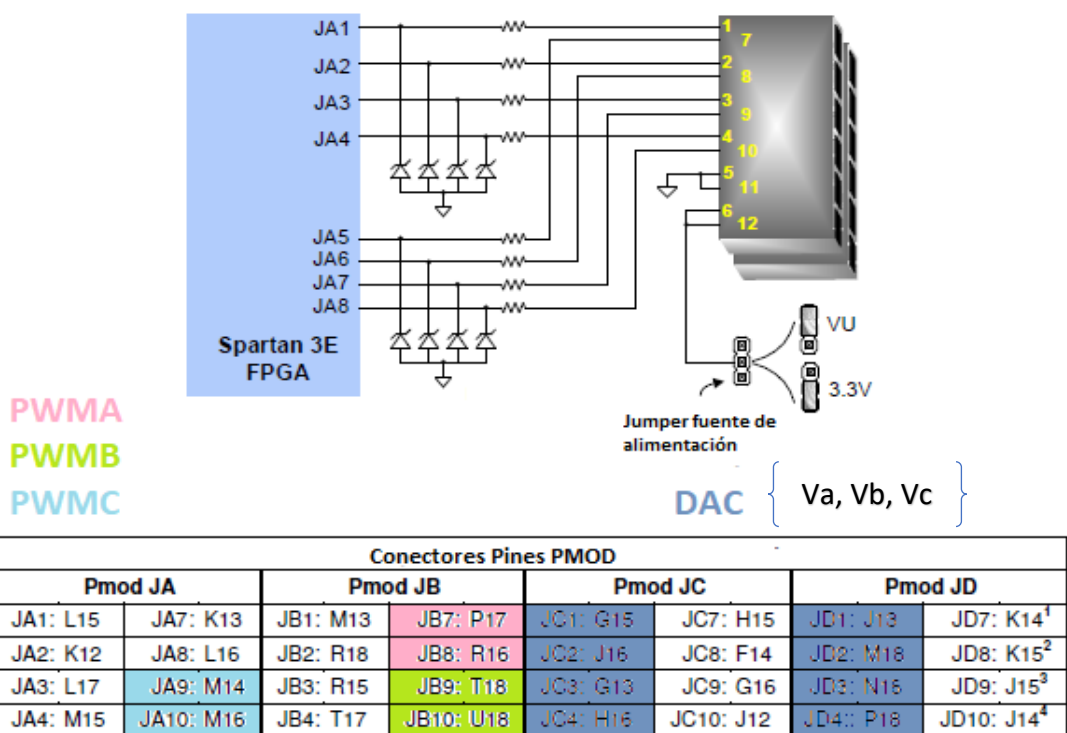 JA1
JA2
JA3
JA4
JA5
JA6
JA7
JA8
Spartan 3E
FPGA
1
7
2
8
3
9
4
10
5
11
6
12
VU
3.3V
Jumper fuente de
alimentación
PWMA
PWMB
PWMC
DAC { Va, Vb, Vc }
Conectores Pines PMOD
Pmod JA Pmod JB Pmod JC Pmod JD
JA1: L15 JA7: K13 JB1: M13 JB7: P17 JC1: G15 JC7: H15 JD1: J13 JD7: K14¹
JA2: K12 JA8: L16 JB2: R18 JB8: R16 JC2: J16 JC8: F14 JD2: M18 JD8: K15²
JA3: L17 JA9: M14 JB3: R15 JB9: T18 JC3: G13 JC9: G16 JD3: N16 JD9: J15³
JA4: M15 JA10: M16 JB4: T17 JB10: U18 JC4: H16 JC10: J12 JD4:: P18 JD10: J14⁴